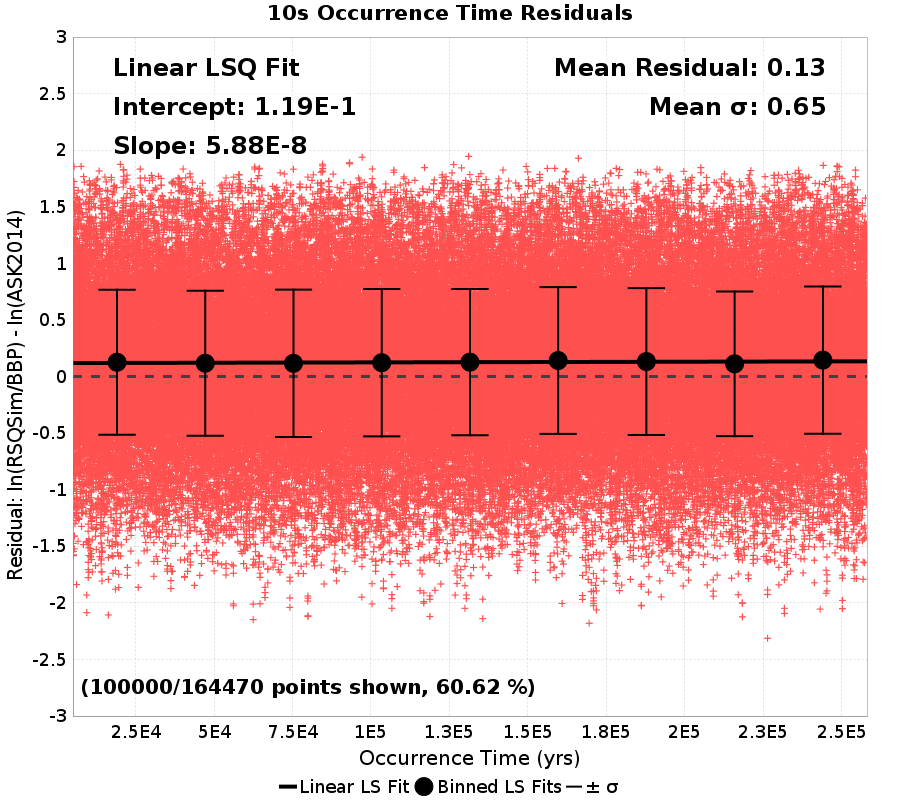 10s Occurrence Time Residuals
Linear LSQ Fit
Intercept: 1.19E-1
Slope: 5.88E-8
Mean Residual: 0.13
Mean σ: 0.65
3
2.5
2
1.5
1
0.5
0
-0.5
-1
-1.5
-2
-2.5
-3
Residual: ln(RSQSim/BBP) - ln(ASK2014)
(100000/164470 points shown, 60.62 %)
2.5E4 5E4 7.5E4 1E5 1.3E5 1.5E5 1.8E5 2E5 2.3E5 2.5E5
Occurrence Time (yrs)
Linear LS Fit Binned LS Fits ± σ